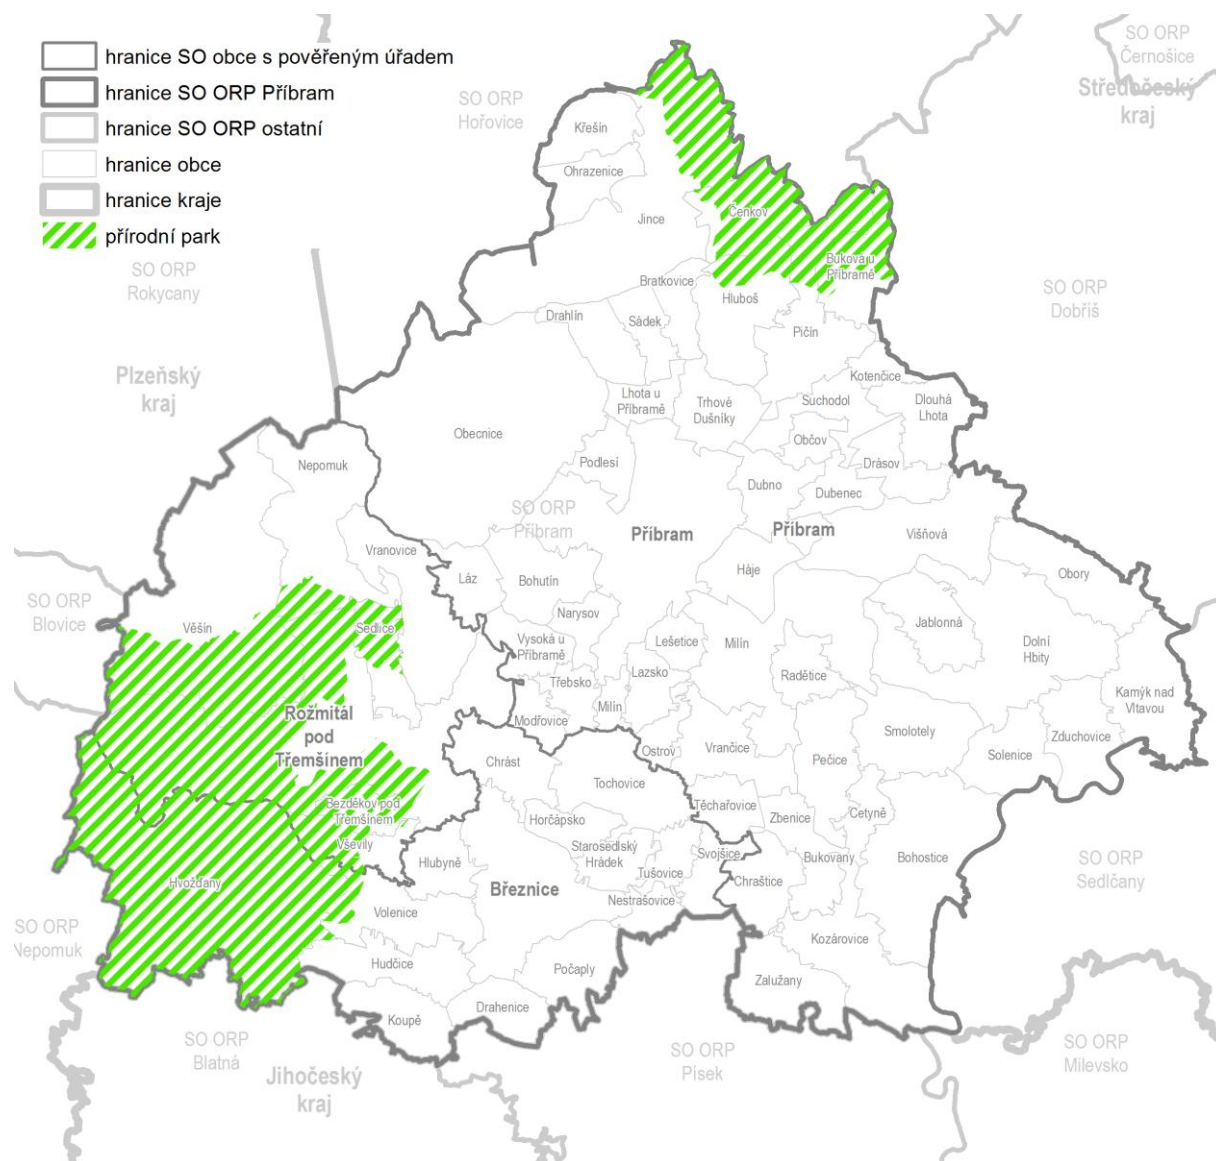 hranice SO obce s pověřeným úřadem
hranice SO ORP Příbram
hranice SO ORP ostatní
hranice obce
hranice kraje
přírodní park
SO ORP
Černošice
Středočeský
kraj
SO ORP
Hořovice
Křešín
Ohrazenice
Jince
Čenkov
Buková u
Příbramě
SO ORP
Rokycany
Bratkovice
Hluboš
SO ORP
Dobříš
Drahlín
Sádek
Pičín
Plzeňský
kraj
Kotenčice
Lhota u
Příbramě
Trhové
Dušníky
Suchodol
Dlouhá
Lhota
Obecnice
Občov
Nepomuk
Podlesí
Drásov
Dubno
Dubenec
SO ORP
Příbram
Příbram
Příbram
Višňová
Vranovice
Láz
Bohutín
Háje
Obory
SO ORP
Blovice
Narysov
Věšín
Sedlice
Vysoká u
Příbramě
Lešetice
Milín
Jablonná
Dolní
Hbity
Lazsko
Radětice
Třebsko
Kamýk nad
Vltavou
Rožmitál
pod
Třemšínem
Modřovice
Milín
Smolotely
Zduchovice
Ostrov
Vrančice
Pečice
Solenice
Chrást
Tochovice
Bezděkov pod
Třemšínem
Těchařovice
Zbenice
Cetyně
Horčápsko
Vševily
Starosedlský
Hrádek
Svojšice
Hlubyně
Bukovany
Bohostice
SO ORP
Sedlčany
Hvožďany
Březnice
Tušovice
Chraštice
Nestrašovice
Volenice
SO ORP
Nepomuk
Kozárovice
Hudčice
Počaply
Zalužany
Koupě
Drahenice
SO ORP
Blatná
SO ORP
Písek
SO ORP
Milevsko
Jihočeský
kraj